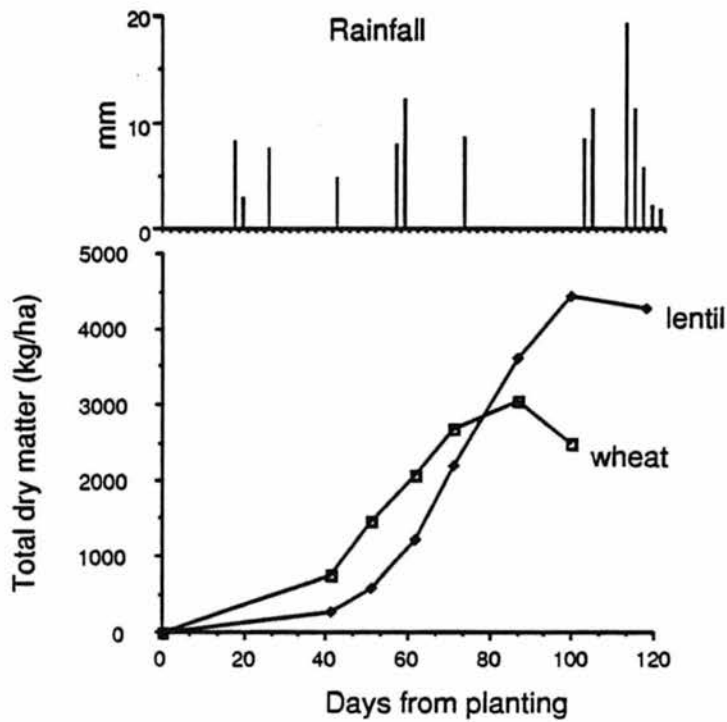 Rainfall
20
10
0
mm
5000
4000
3000
2000
1000
0
Total dry matter (kg/ha)
lentil
wheat
0 20 40 60 80 100 120
Days from planting